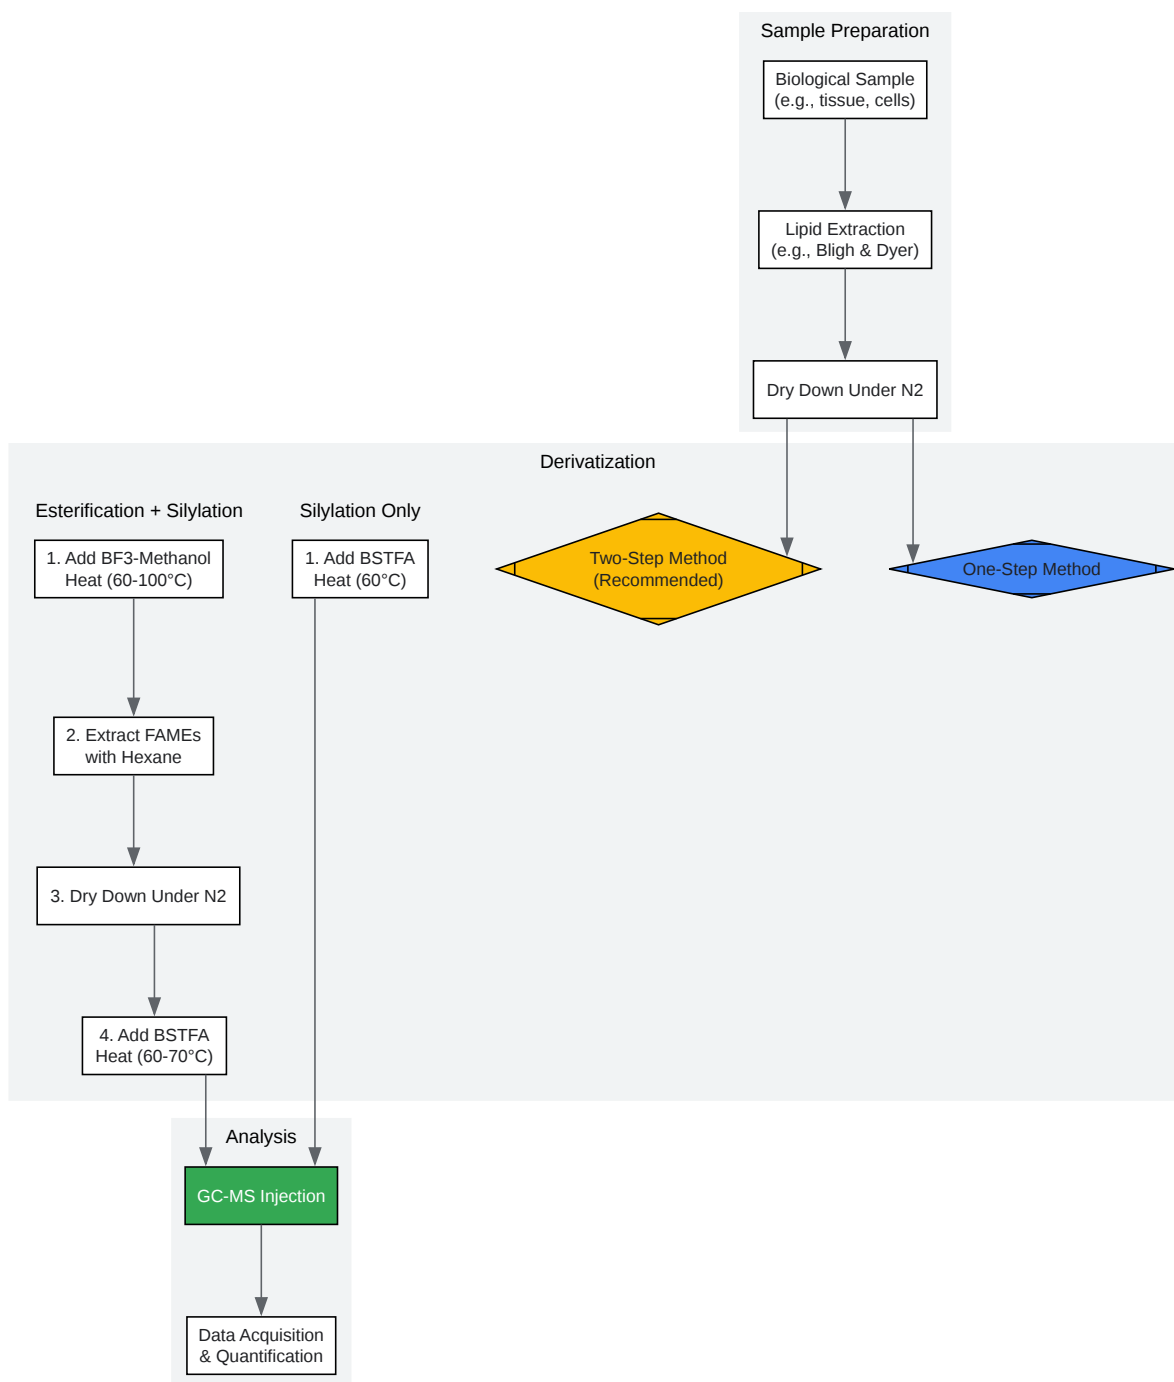 Sample Preparation
Biological Sample
(e.g., tissue, cells)
Lipid Extraction
(e.g., Bligh & Dyer)
Dry Down Under N2
Derivatization
Esterification + Silylation
Silylation Only
1. Add BF3-Methanol
Heat (60-100°C)
1. Add BSTFA
Heat (60°C)
Two-Step Method
(Recommended)
One-Step Method
2. Extract FAMEs
with Hexane
3. Dry Down Under N2
4. Add BSTFA
Heat (60-70°C)
Analysis
GC-MS Injection
Data Acquisition
& Quantification